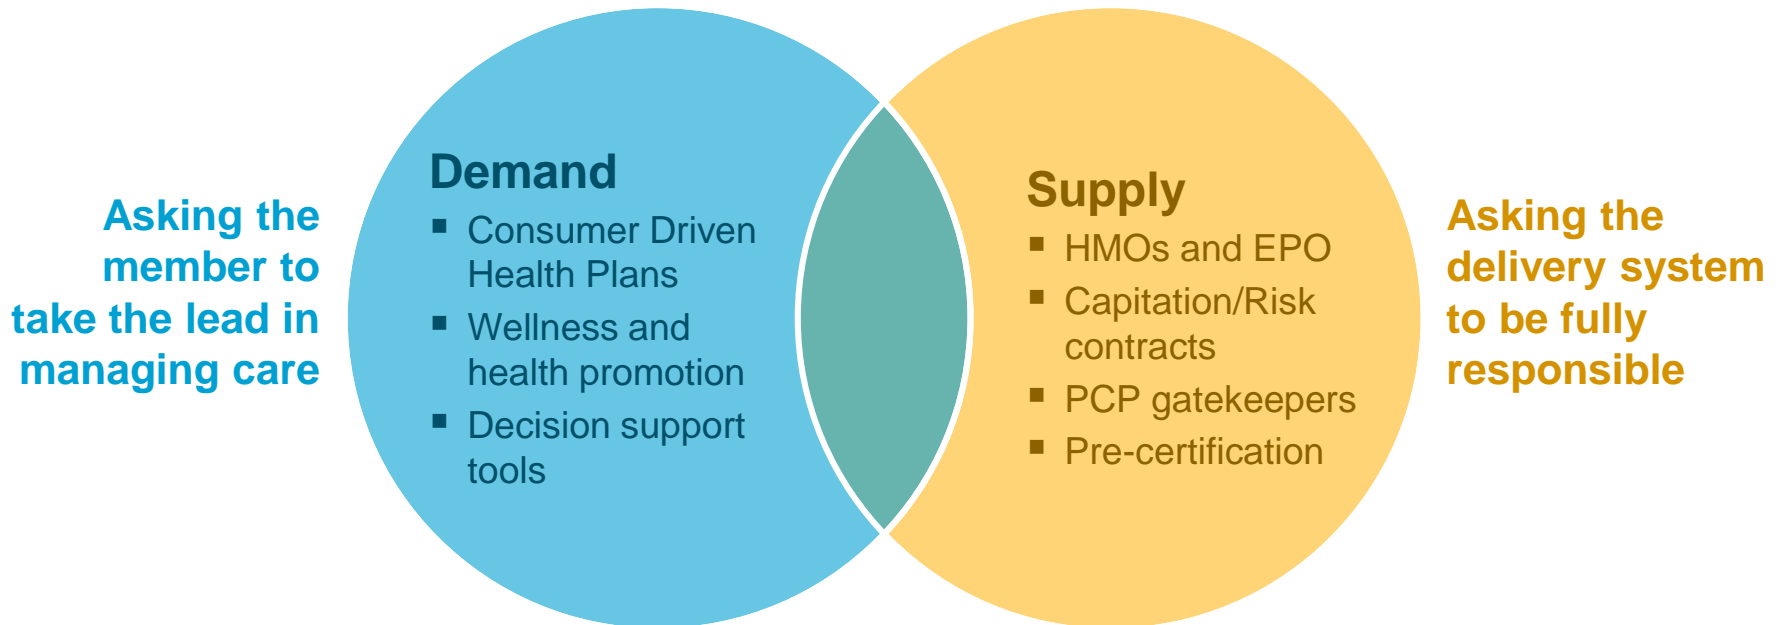 Asking the
member to
take the lead in
managing care
Demand
▪ Consumer Driven
Health Plans
▪ Wellness and
health promotion
▪ Decision support
tools
Supply
▪ HMOs and EPO
▪ Capitation/Risk
contracts
▪ PCP gatekeepers
▪ Pre-certification
Asking the
delivery system
to be fully
responsible